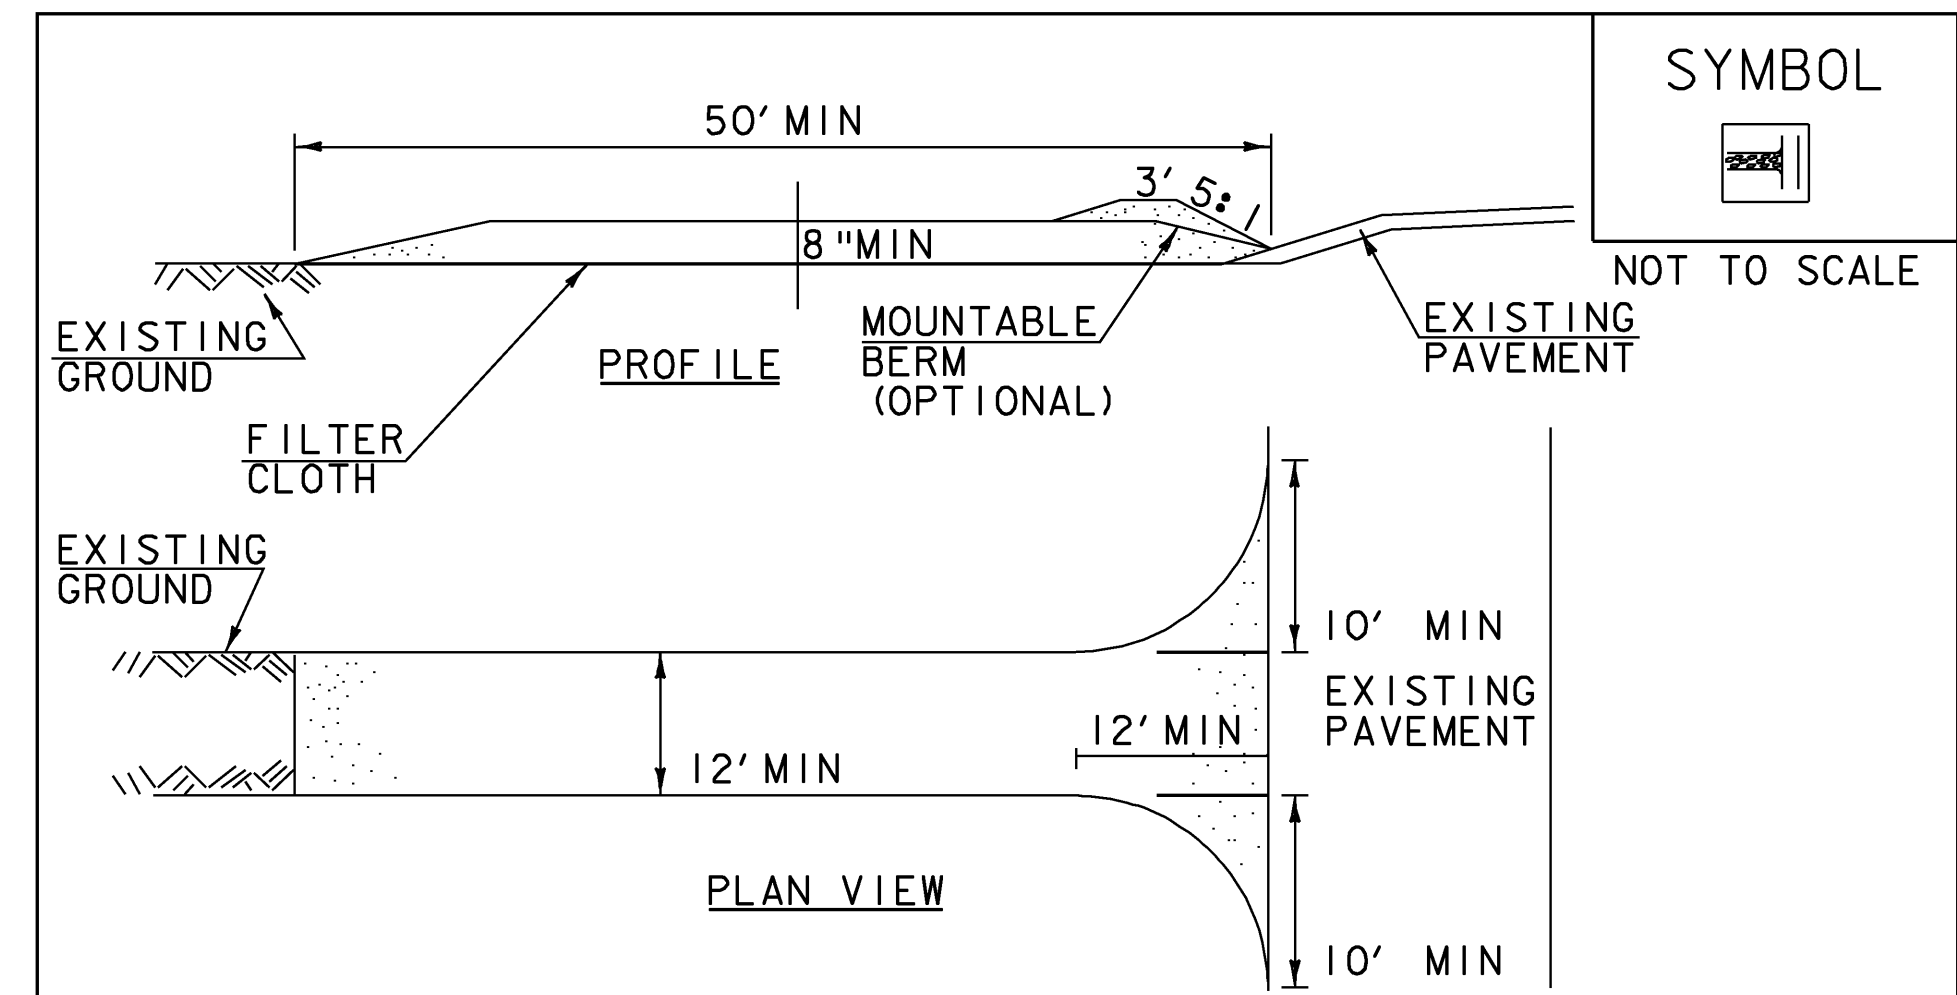 SYMBOL
50' MIN
3' 5:1
8"MIN
NOT TO SCALE
EXISTING
GROUND
PROFILE
MOUNTABLE
BERM
(OPTIONAL)
EXISTING
PAVEMENT
FILTER
CLOTH
EXISTING
GROUND
10' MIN
EXISTING
PAVEMENT
12' MIN
12' MIN
PLAN VIEW
10' MIN